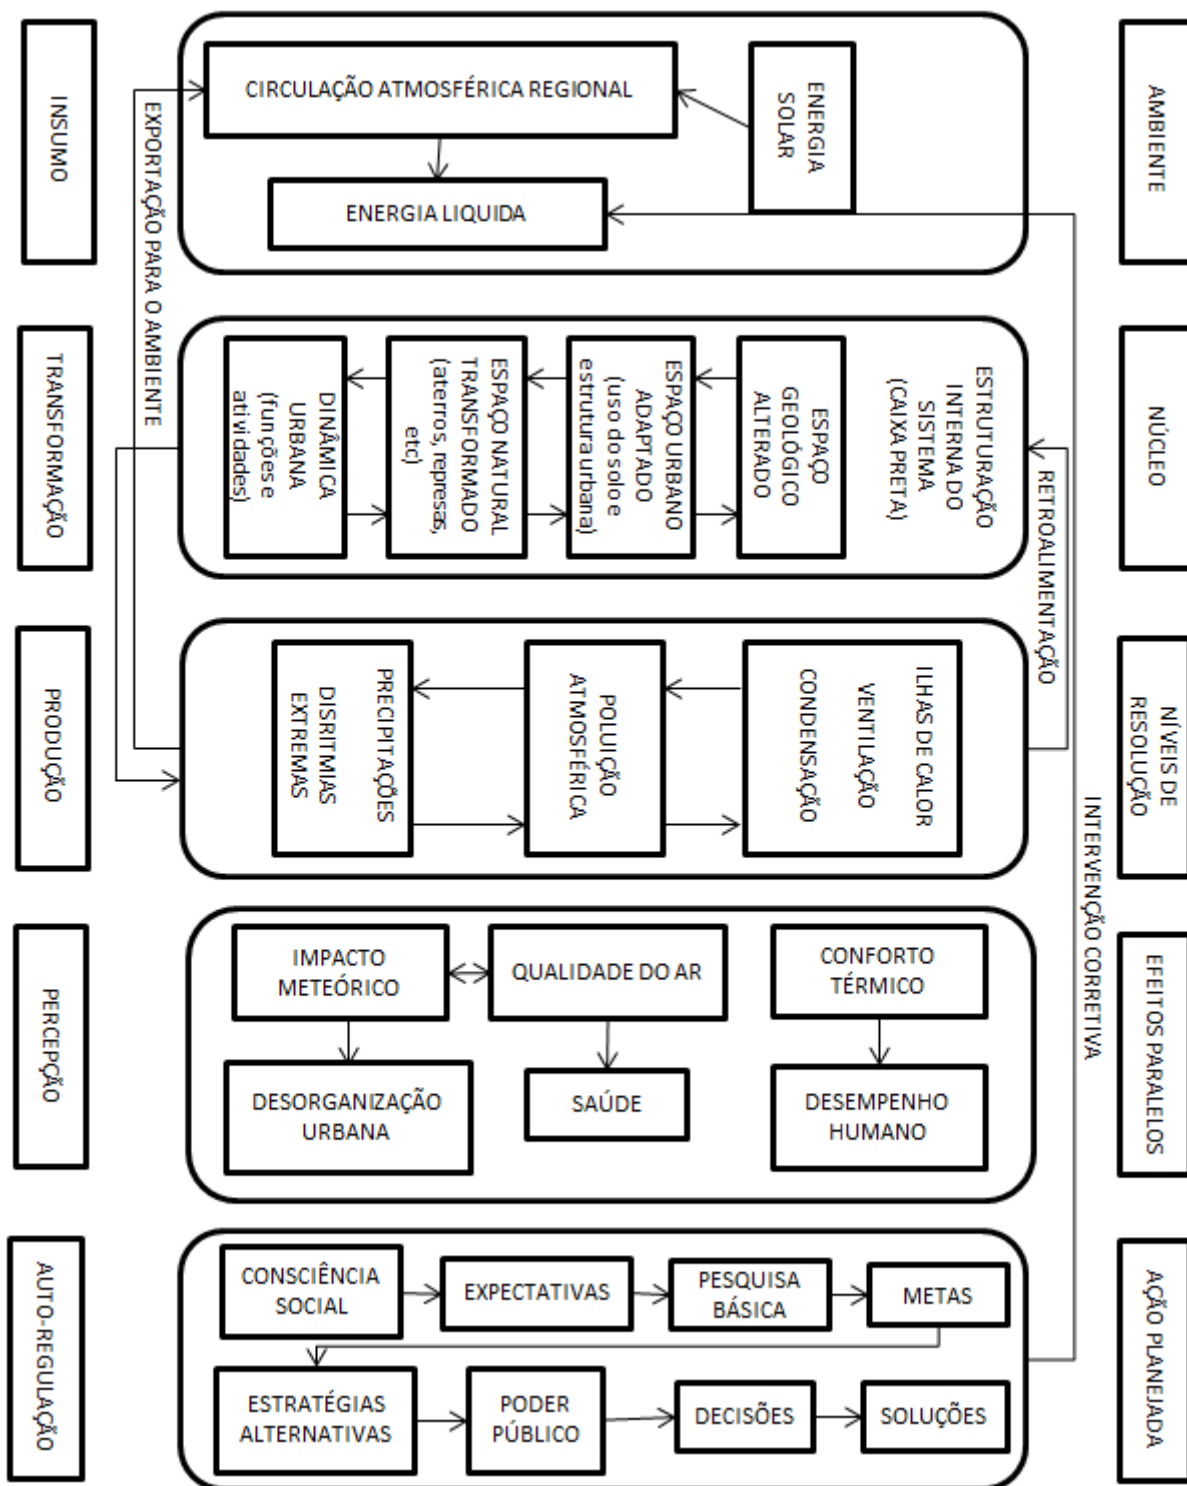 INSUMO
CIRCULAÇÃO ATMOSFÉRICA REGIONAL
ENERGIA
SOLAR
ENERGIA LIQUIDA
AMBIENTE
EXPORTAÇÃO PARA O AMBIENTE
TRANSFORMAÇÃO
DINÂMICA
URBANA
(funções e
atividades)
ESPAÇO NATURAL
TRANSFORMADO
(aterros, represas,
etc)
ESPAÇO URBANO
ADAPTADO
(uso do solo e
estrutura urbana)
ESPAÇO
GEOLÓGICO
ALTERADO
ESTRUTURAÇÃO
INTERNA DO
SISTEMA
(CAIXA PRETA)
NÚCLEO
RETROALIMENTAÇÃO
PRODUÇÃO
PRECIPITAÇÕES
DISRITMIAS
EXTREMAS
POLUIÇÃO
ATMOSFÉRICA
ILHAS DE CALOR
VENTILAÇÃO
CONDENSAÇÃO
NÍVEIS DE
RESOLUÇÃO
INTERVENÇÃO CORRETIVA
PERCEPÇÃO
IMPACTO
METEÓRICO
QUALIDADE DO AR
CONFORTO
TÉRMICO
DESORGANIZAÇÃO
URBANA
SAÚDE
DESEMPENHO
HUMANO
EFEITOS PARALELOS
AUTO-REGULAÇÃO
CONSCIÊNCIA
SOCIAL
EXPECTATIVAS
PESQUISA
BÁSICA
METAS
ESTRATÉGIAS
ALTERNATIVAS
PODER
PÚBLICO
DECISÕES
SOLUÇÕES
AÇÃO PLANEJADA